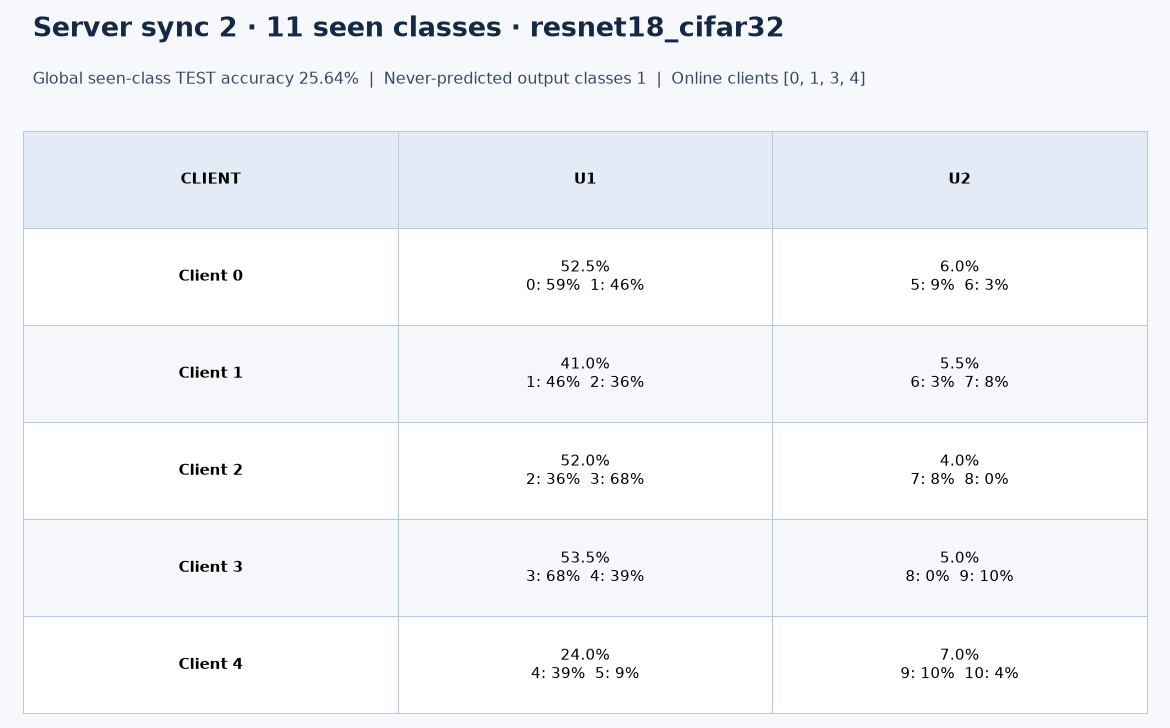 Server sync 2 · 11 seen classes · resnet18_cifar32
Global seen-class TEST accuracy 25.64%  |  Never-predicted output classes 1  |  Online clients [0, 1, 3, 4]
CLIENT U1 U2
Client 0
52.5%
0: 59%  1: 46%
6.0%
5: 9%  6: 3%
Client 1
41.0%
1: 46%  2: 36%
5.5%
6: 3%  7: 8%
Client 2
52.0%
2: 36%  3: 68%
4.0%
7: 8%  8: 0%
Client 3
53.5%
3: 68%  4: 39%
5.0%
8: 0%  9: 10%
Client 4
24.0%
4: 39%  5: 9%
7.0%
9: 10%  10: 4%